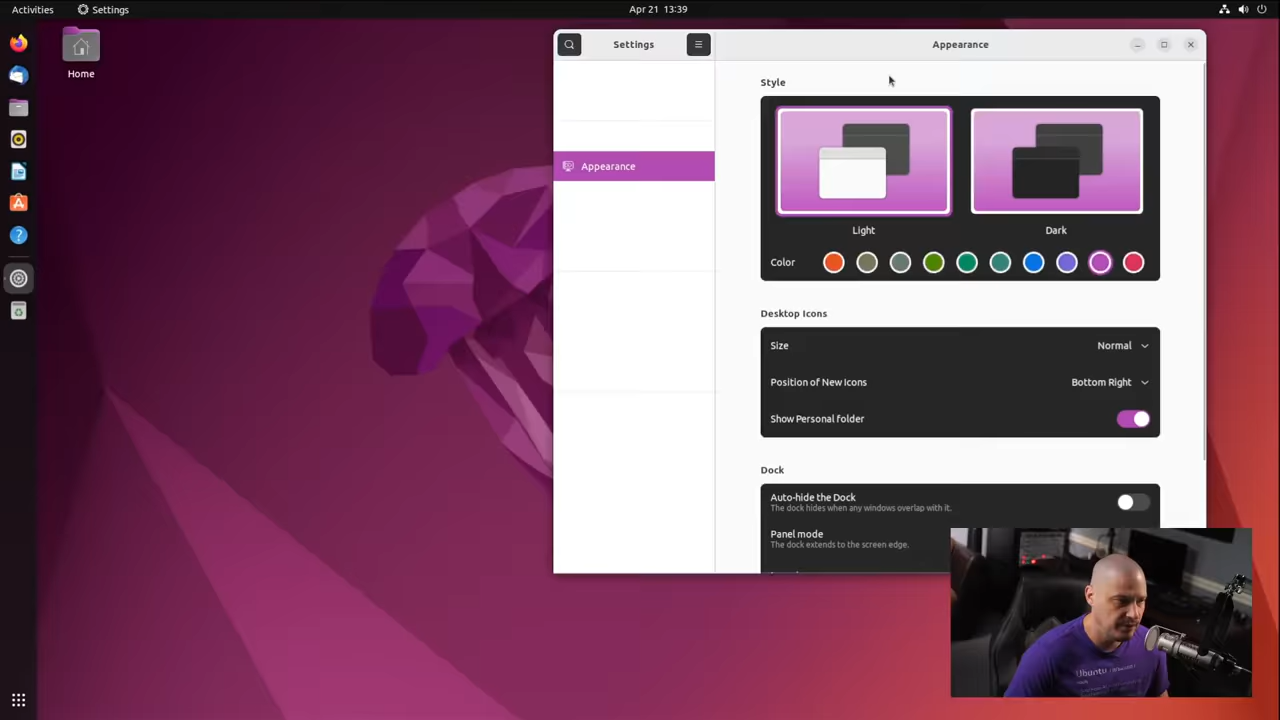 Activities
Settings
Apr 21 13:39
Home
Settings
Appearance
Appearance
Style
Light
Dark
Color
Desktop Icons
Size
Normal
Position of New Icons
Bottom Right
Show Personal folder
Dock
Auto-hide the Dock
The dock hides when any windows overlap with it.
Panel mode
The dock extends to the screen edge.
Ubuntu